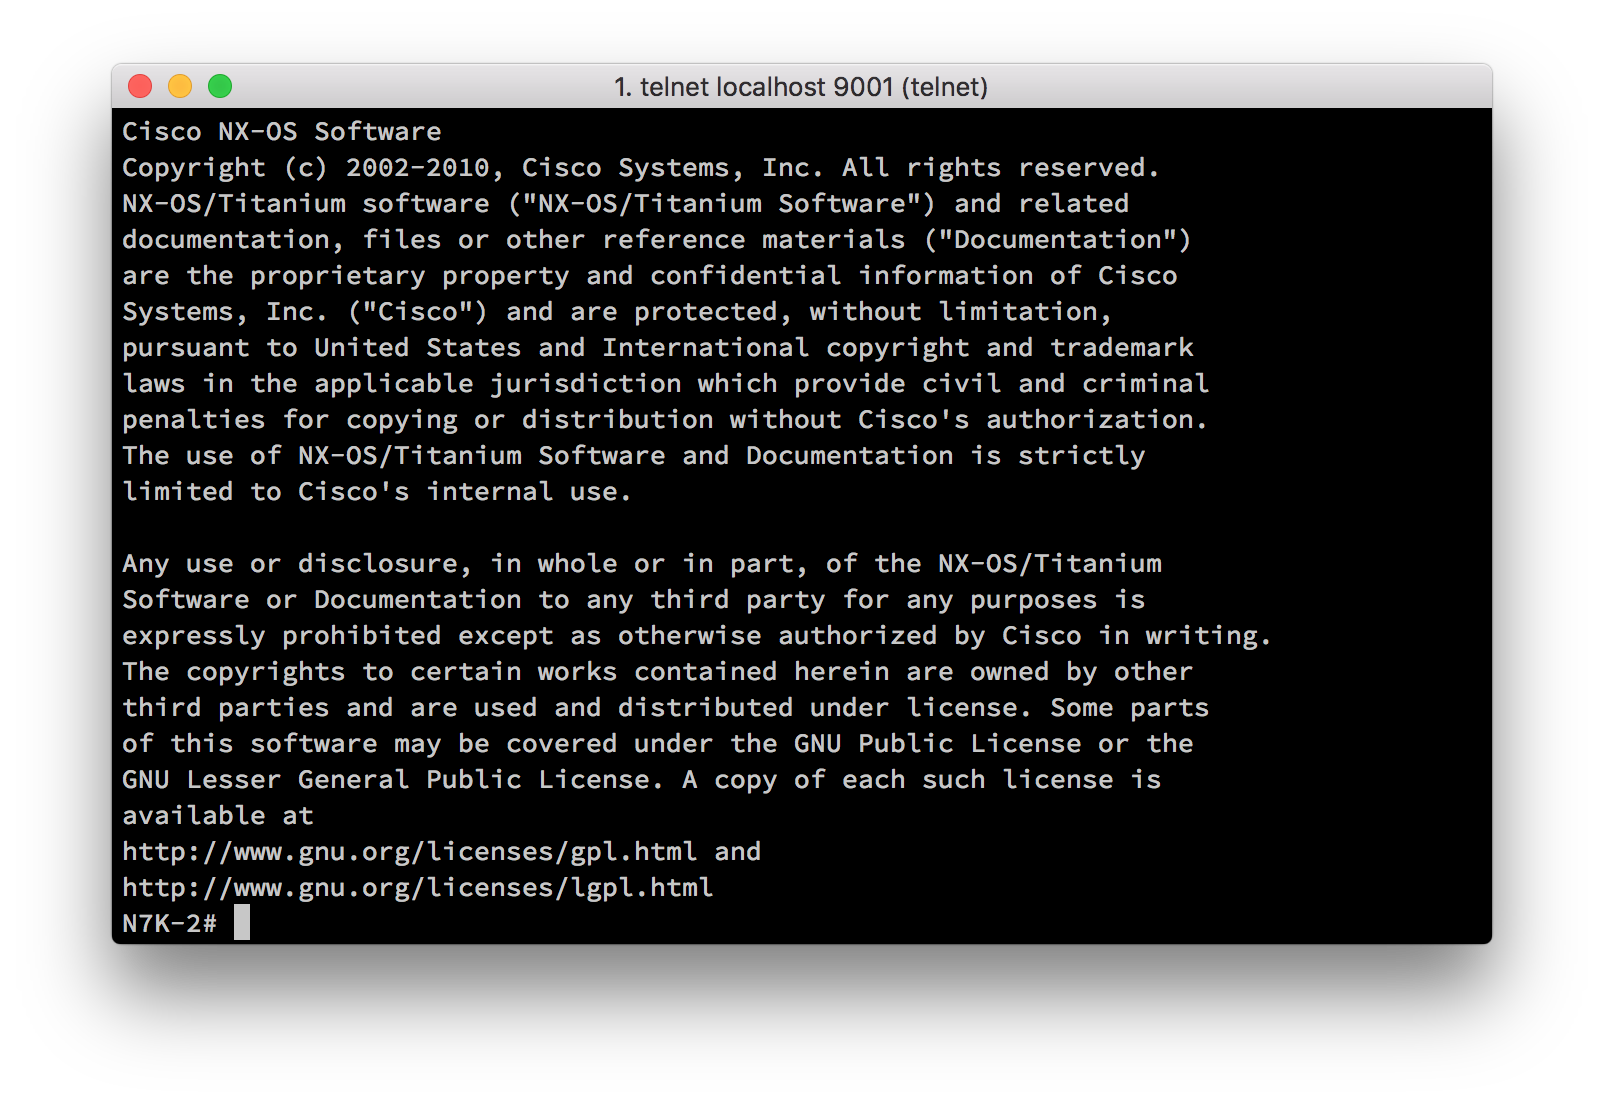 1. telnet localhost 9001 (telnet)
Cisco NX-OS Software
Copyright (c) 2002-2010, Cisco Systems, Inc. All rights reserved.
NX-OS/Titanium software ("NX-OS/Titanium Software") and related
documentation, files or other reference materials ("Documentation")
are the proprietary property and confidential information of Cisco
Systems, Inc. ("Cisco") and are protected, without limitation,
pursuant to United States and International copyright and trademark
laws in the applicable jurisdiction which provide civil and criminal
penalties for copying or distribution without Cisco's authorization.
The use of NX-OS/Titanium Software and Documentation is strictly
limited to Cisco's internal use.
Any use or disclosure, in whole or in part, of the NX-OS/Titanium
Software or Documentation to any third party for any purposes is
expressly prohibited except as otherwise authorized by Cisco in writing.
The copyrights to certain works contained herein are owned by other
third parties and are used and distributed under license. Some parts
of this software may be covered under the GNU Public License or the
GNU Lesser General Public License. A copy of each such license is
available at
http://www.gnu.org/licenses/gpl.html and
http://www.gnu.org/licenses/lgpl.html
N7K-2#